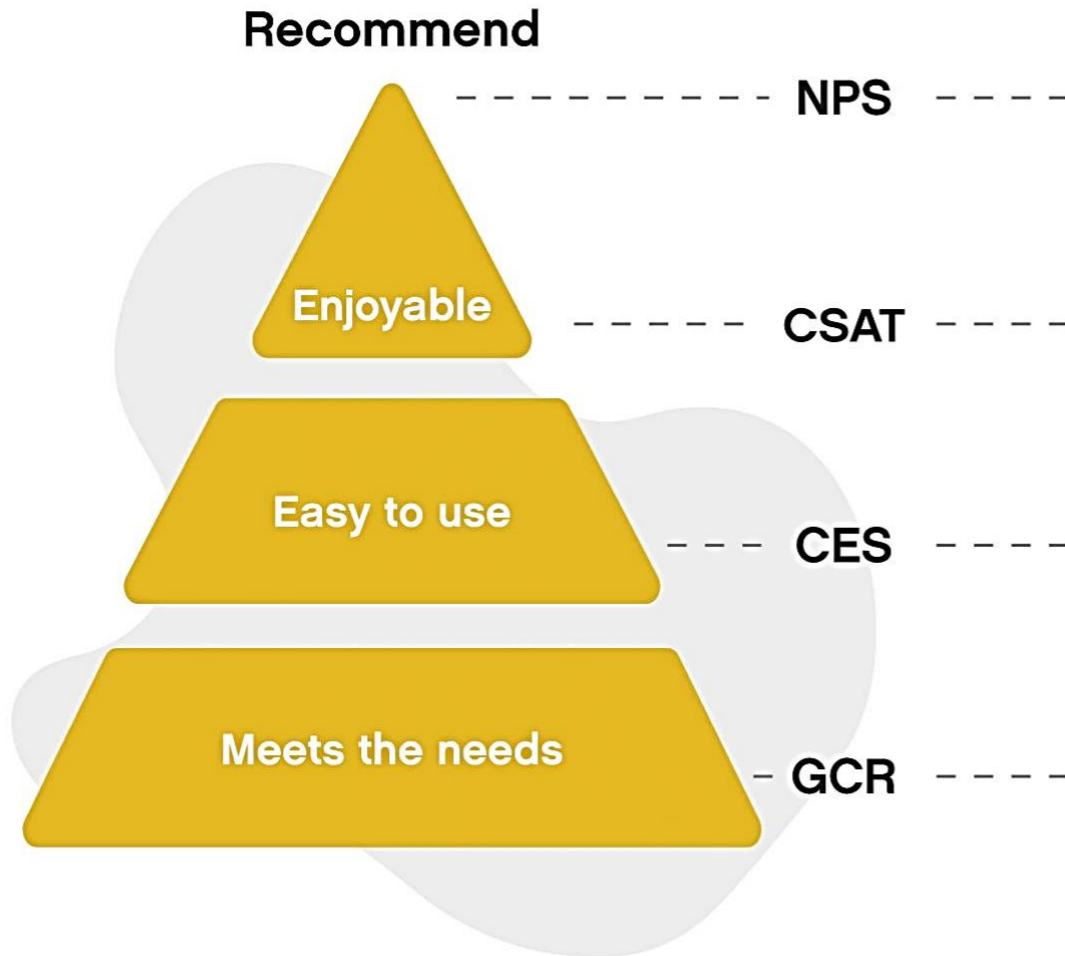 Recommend
NPS
Enjoyable
CSAT
Easy to use
CES
Meets the needs
GCR